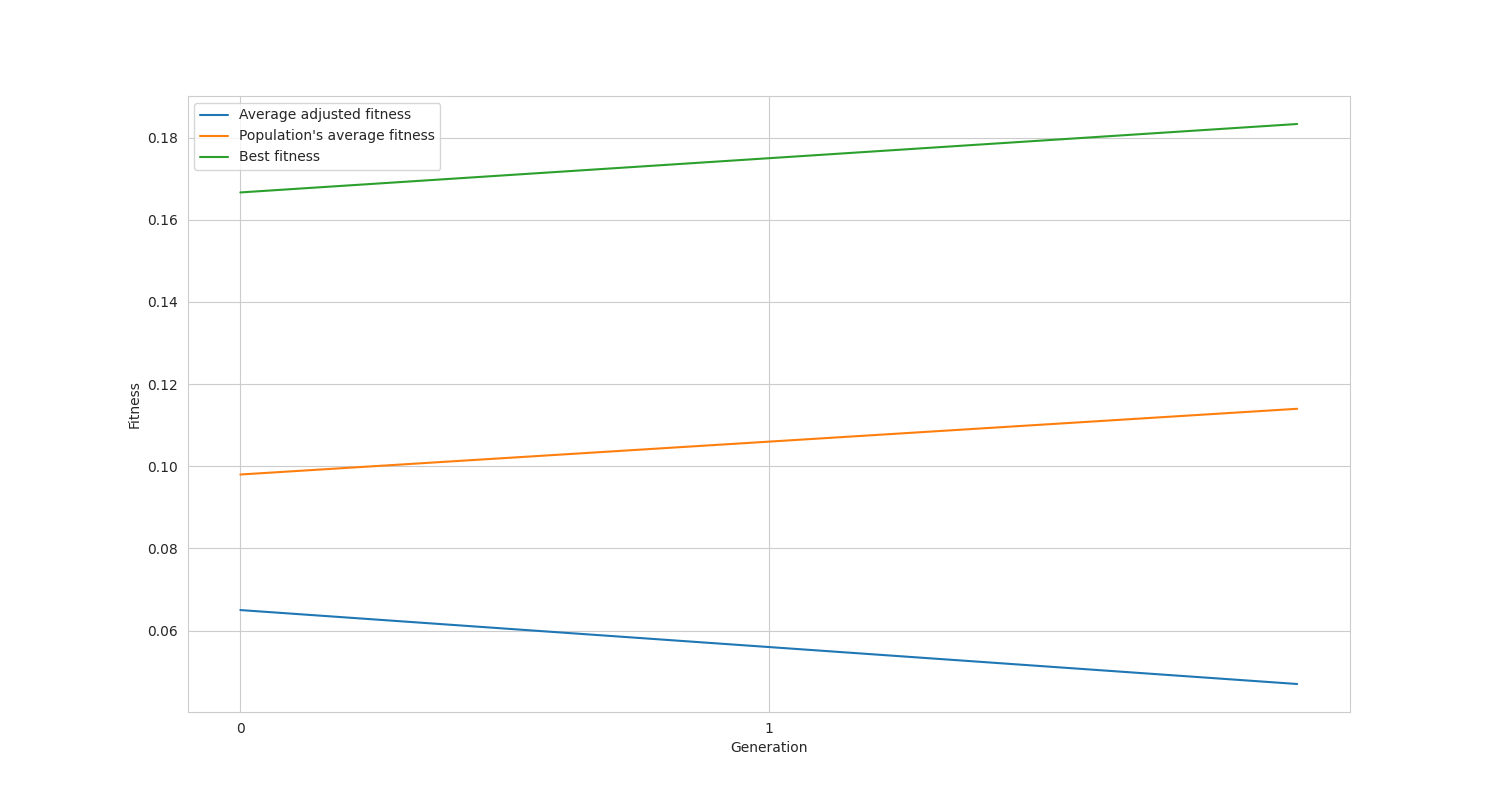 Average adjusted fitness
Population's average fitness
Best fitness
0.18
0.16
0.14
0.12
0.10
0.08
0.06
Fitness
0
1
Generation